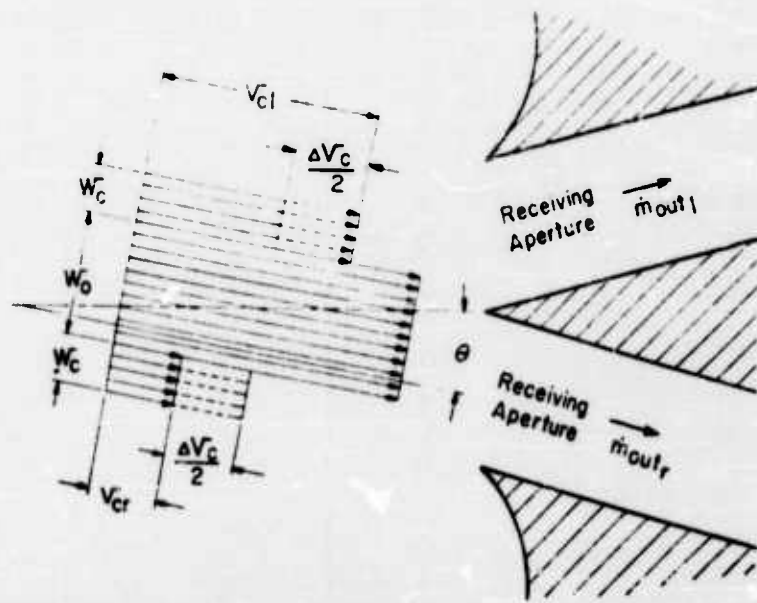 V_cl
ΔV_c
2
W_c
Receiving
Aperture
ṁ_out_l
W_o
θ
W_c
Receiving
Aperture
ṁ_out_r
ΔV_c
2
V_cr